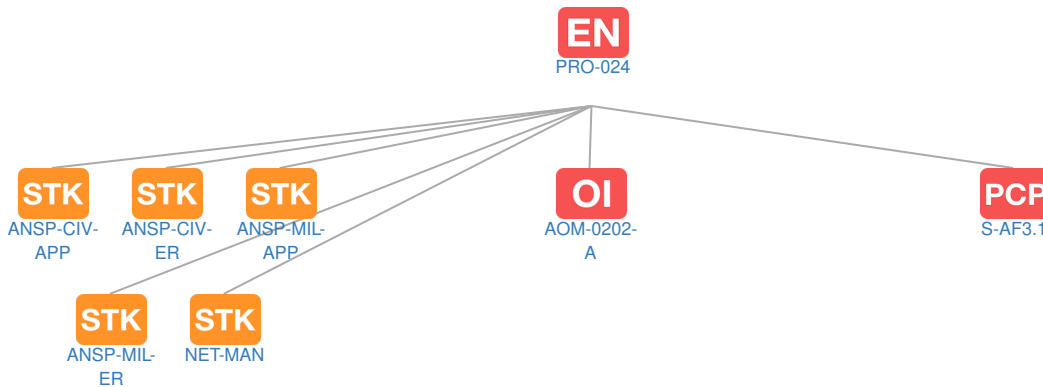 EN
PRO-024
STK
STK
STK
OI
PCP
ANSP-CIV-
APP
ANSP-CIV-
ER
ANSP-MIL-
APP
AOM-0202-
A
S-AF3.1
STK
STK
ANSP-MIL-
ER
NET-MAN